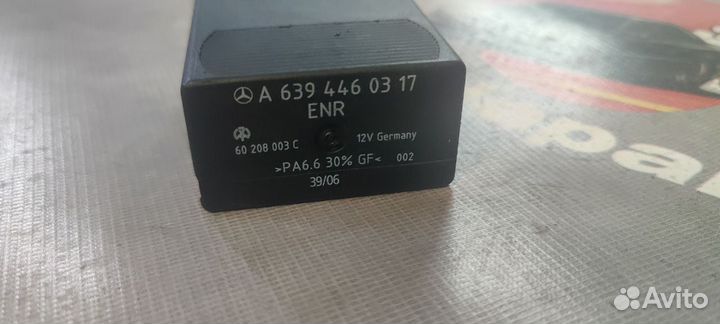 A 639 446 03 17
ENR
60 208 003 C 12V Germany
>PA6.6 30% GF< 002
39/06
Avito